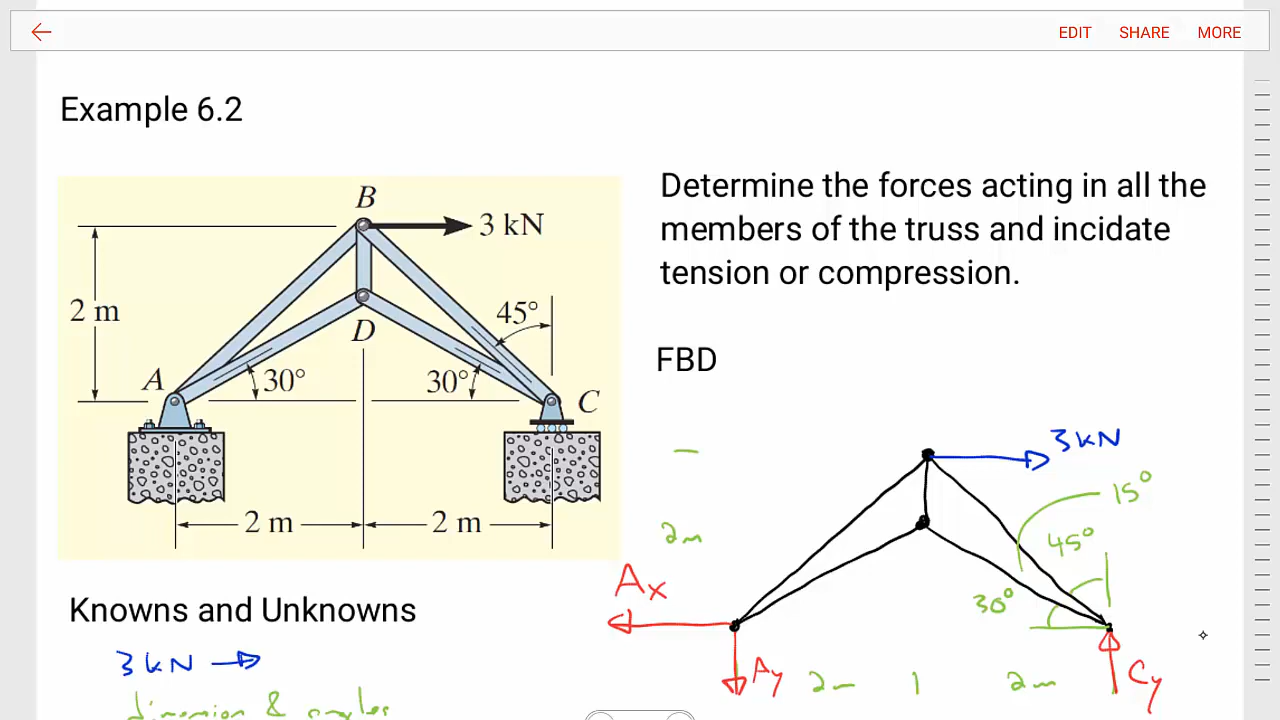 EDIT SHARE MORE
Example 6.2
Determine the forces acting in all the
members of the truss and incidate
tension or compression.
B
3 kN
2 m
45°
D
A
30°
30°
C
2 m
2 m
FBD
3 kN
15°
2m
45°
Ax
30°
Ay
2m
2m
Cy
Knowns and Unknowns
3 kN
dimension & angles